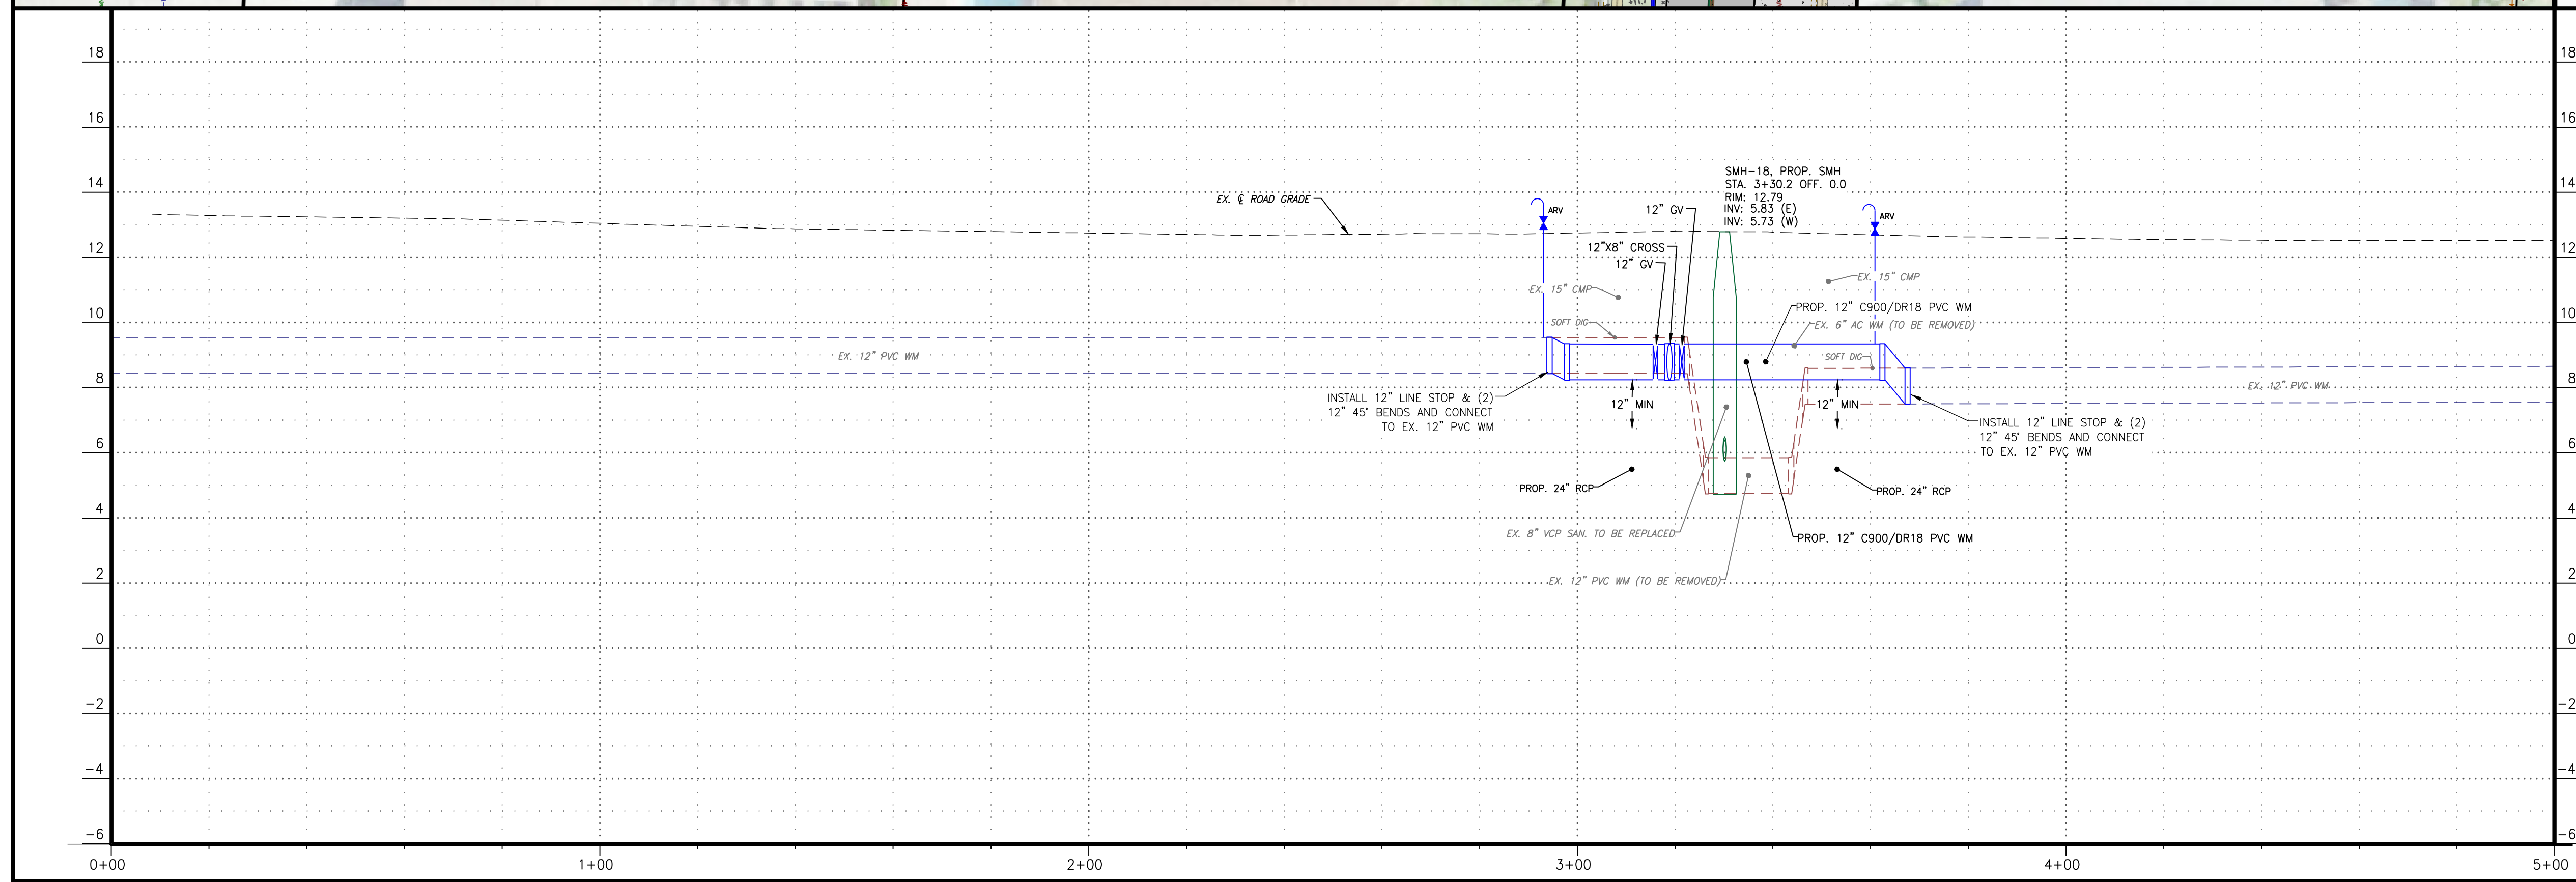 18
18
16
16
SMH-18, PROP. SMH
STA. 3+30.2 OFF. 0.0
RIM: 12.79
INV: 5.83 (E)
INV: 5.73 (W)
14
14
EX. ℄ ROAD GRADE
ARV
12" GV
ARV
12
12
12"X8" CROSS
12" GV
EX. 15" CMP
EX. 15" CMP
PROP. 12" C900/DR18 PVC WM
10
10
SOFT DIG
EX. 6" AC WM (TO BE REMOVED)
EX. 12" PVC WM
SOFT DIG
8
8
EX. 12" PVC WM
INSTALL 12" LINE STOP & (2)
12" 45° BENDS AND CONNECT
TO EX. 12" PVC WM
12" MIN
12" MIN
INSTALL 12" LINE STOP & (2)
12" 45° BENDS AND CONNECT
TO EX. 12" PVC WM
6
6
PROP. 24" RCP
PROP. 24" RCP
4
4
EX. 8" VCP SAN. TO BE REPLACED
PROP. 12" C900/DR18 PVC WM
2
2
EX. 12" PVC WM (TO BE REMOVED)
0
0
-2
-2
-4
-4
-6
-6
0+00
1+00
2+00
3+00
4+00
5+00